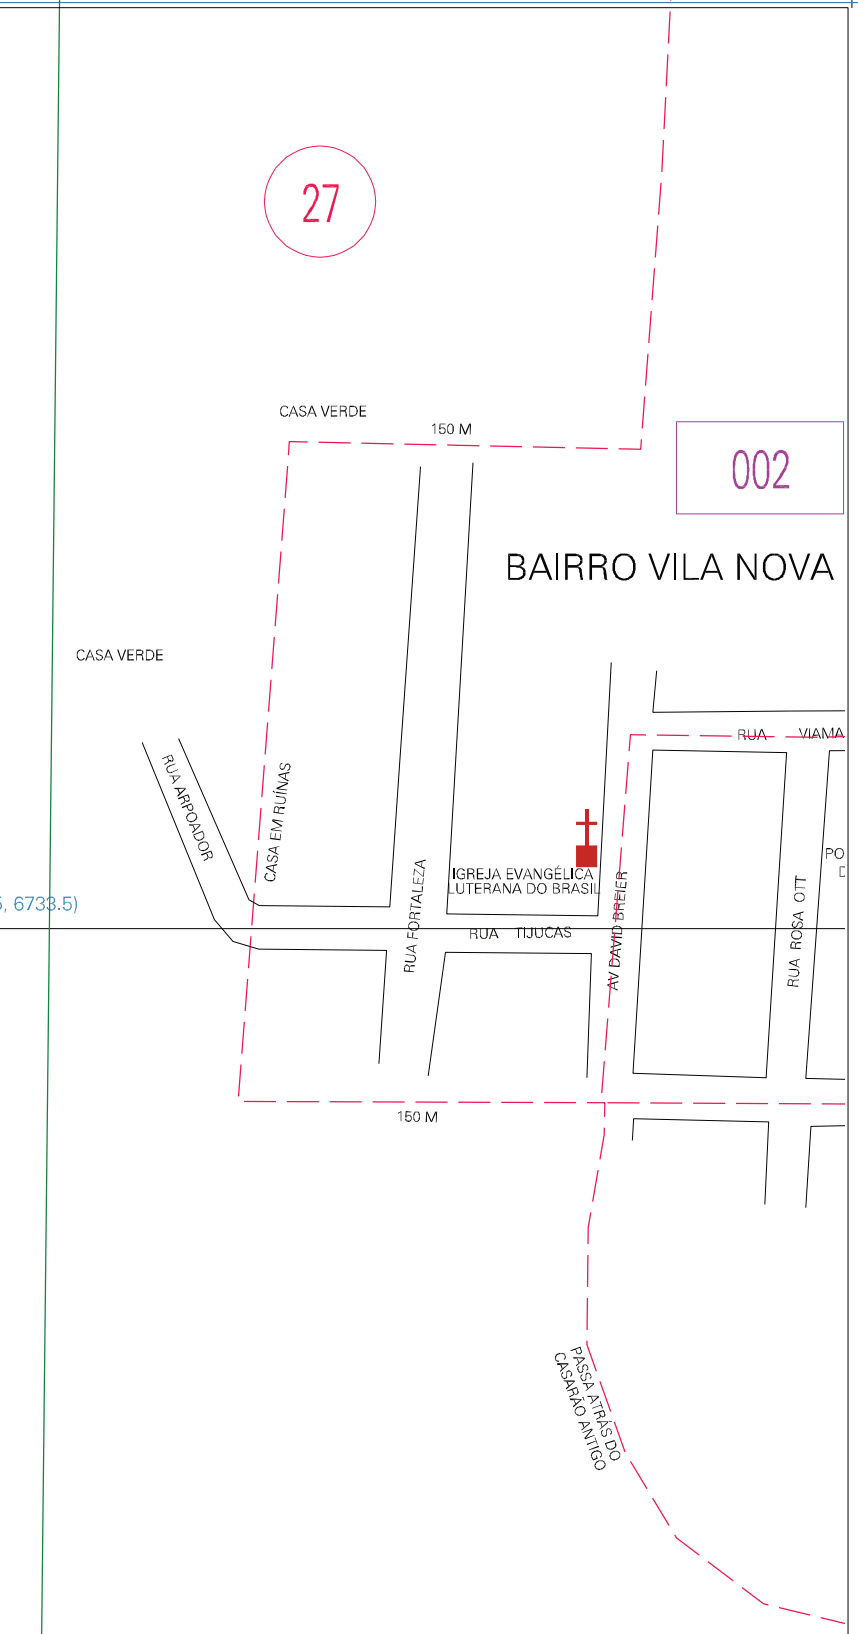 27
CASA VERDE
150 M
002
BAIRRO VILA NOVA
CASA VERDE
RUA VIAMA
RUA ARPOADOR
CASA EM RUÍNAS
IGREJA EVANGÉLICA
LUTERANA DO BRASIL
PO
D
RUA FORTALEZA
AV DAVID BREIER
RUA ROSA OTT
, 6733.5)
RUA TIJUCAS
150 M
PASSA ATRÁS DO
CASARÃO ANTIGO